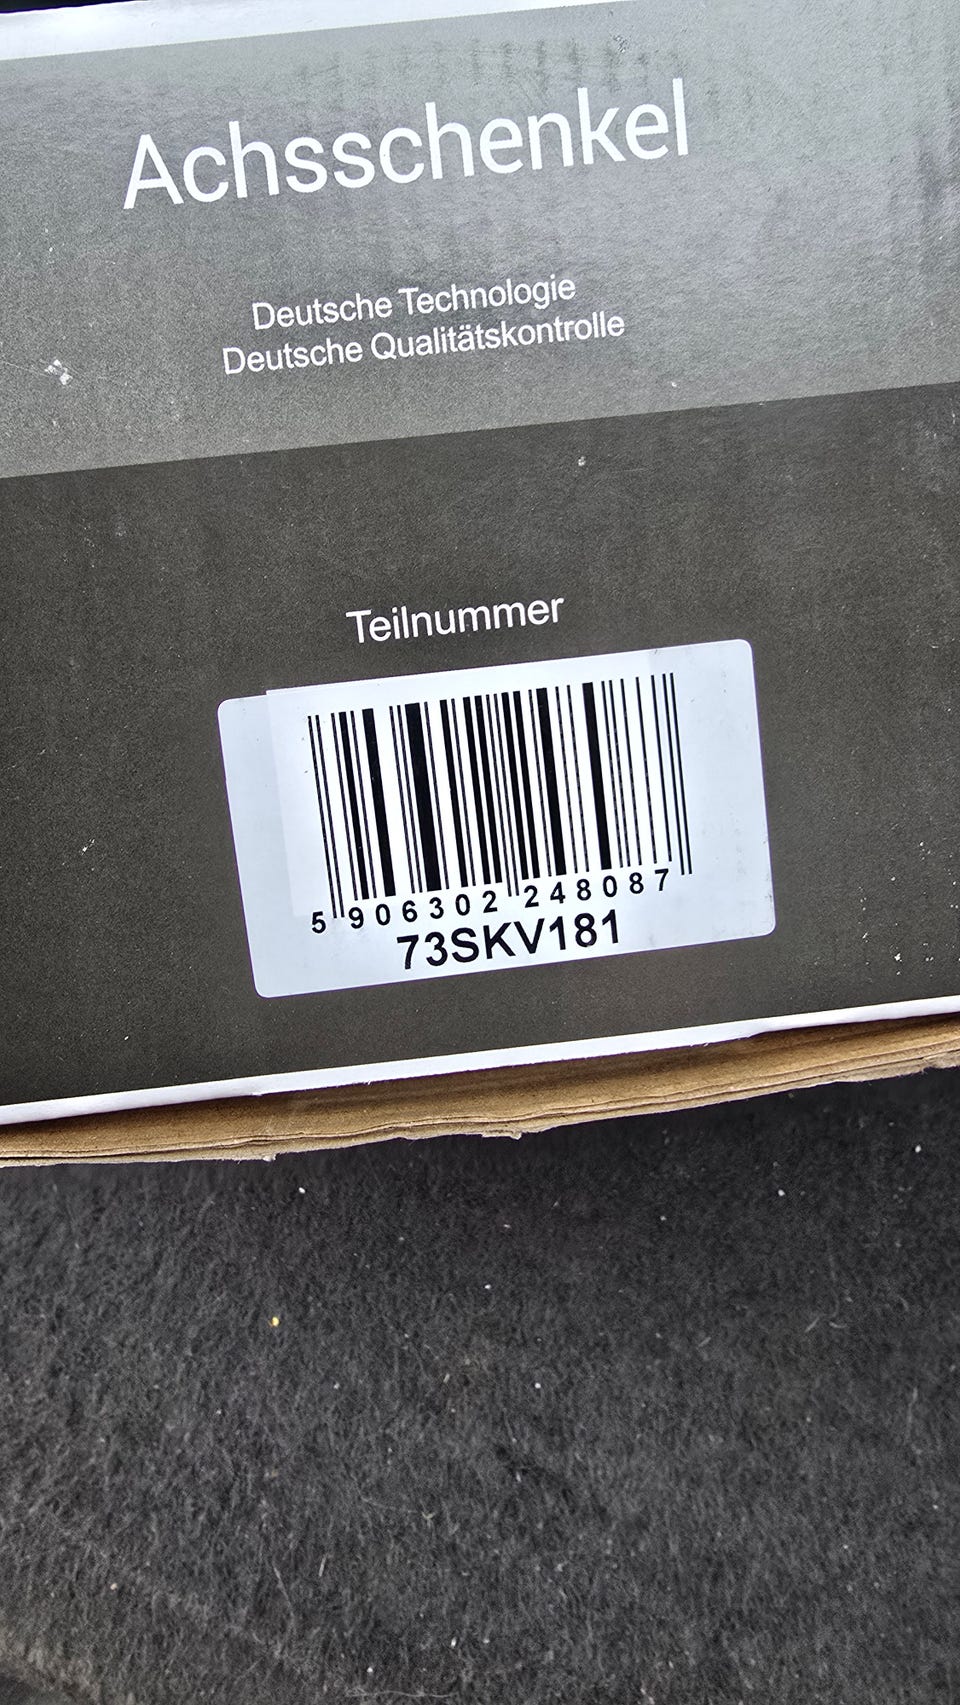 Achsschenkel
Deutsche Technologie
Deutsche Qualitätskontrolle
Teilnummer
5 906302 248087
73SKV181